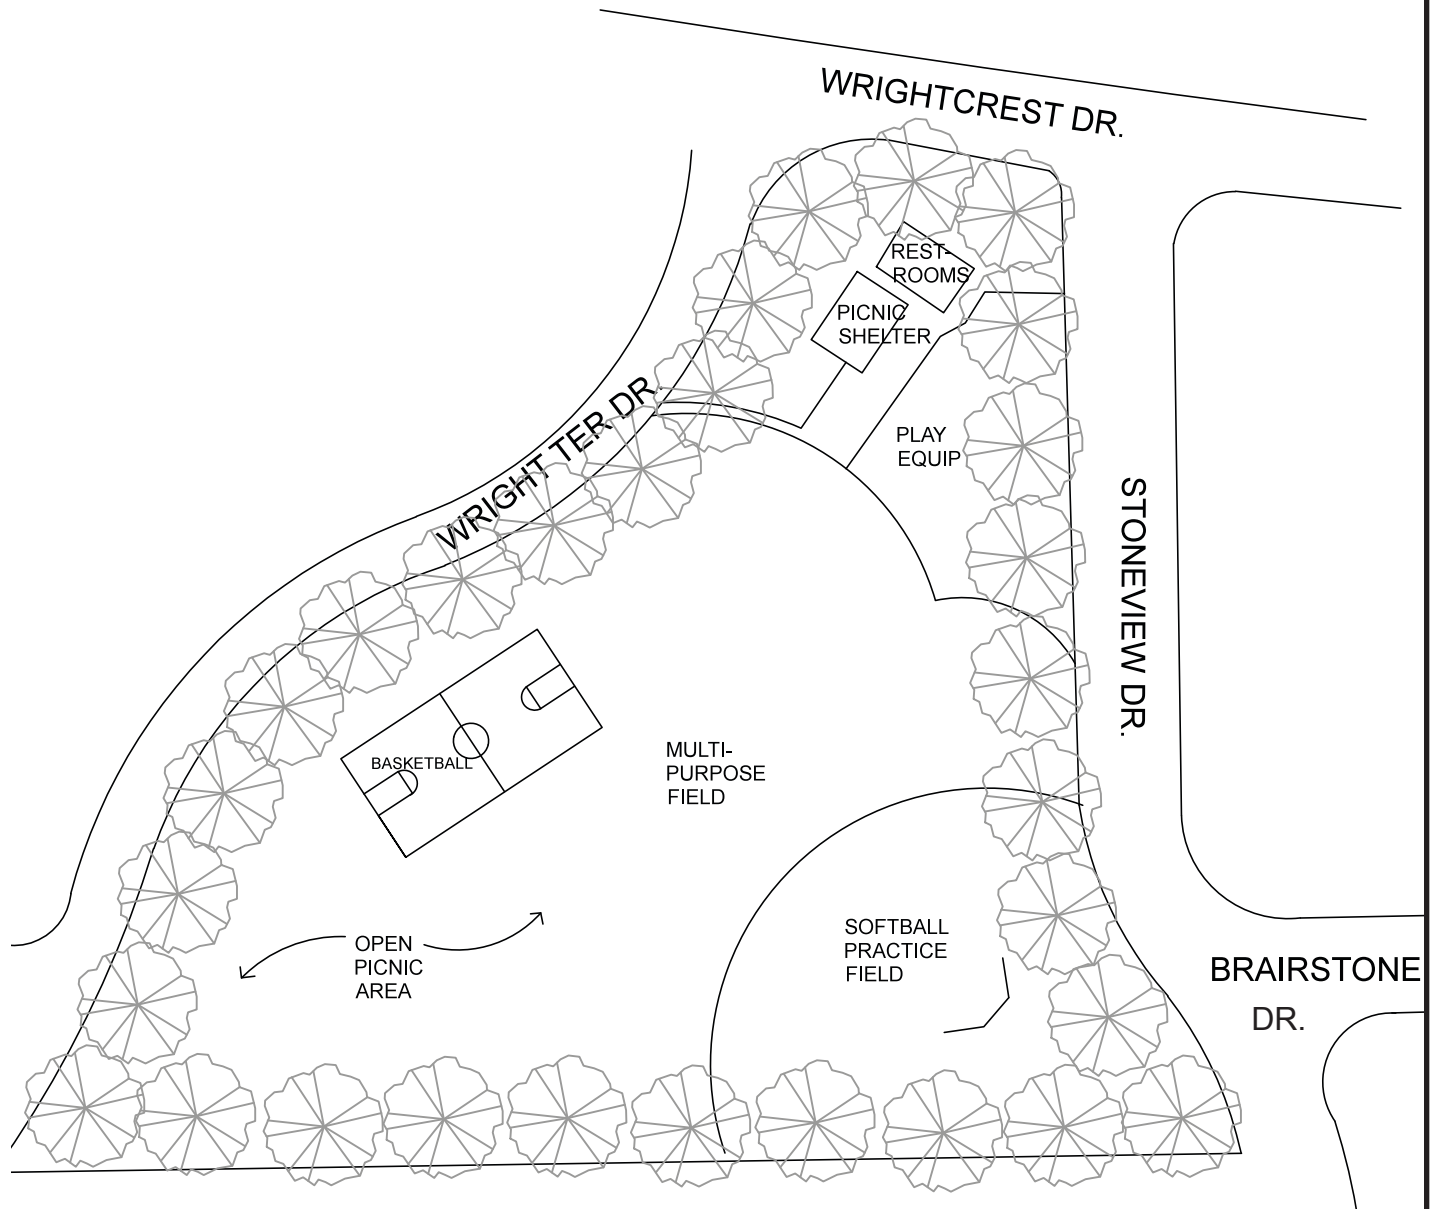 WRIGHTCREST DR.
REST-
ROOMS
PICNIC
SHELTER
WRIGHT TER DR.
PLAY
EQUIP
STONEVIEW DR.
MULTI-
PURPOSE
FIELD
BASKETBALL
SOFTBALL
PRACTICE
FIELD
OPEN
PICNIC
AREA
BRAIRSTONE
DR.